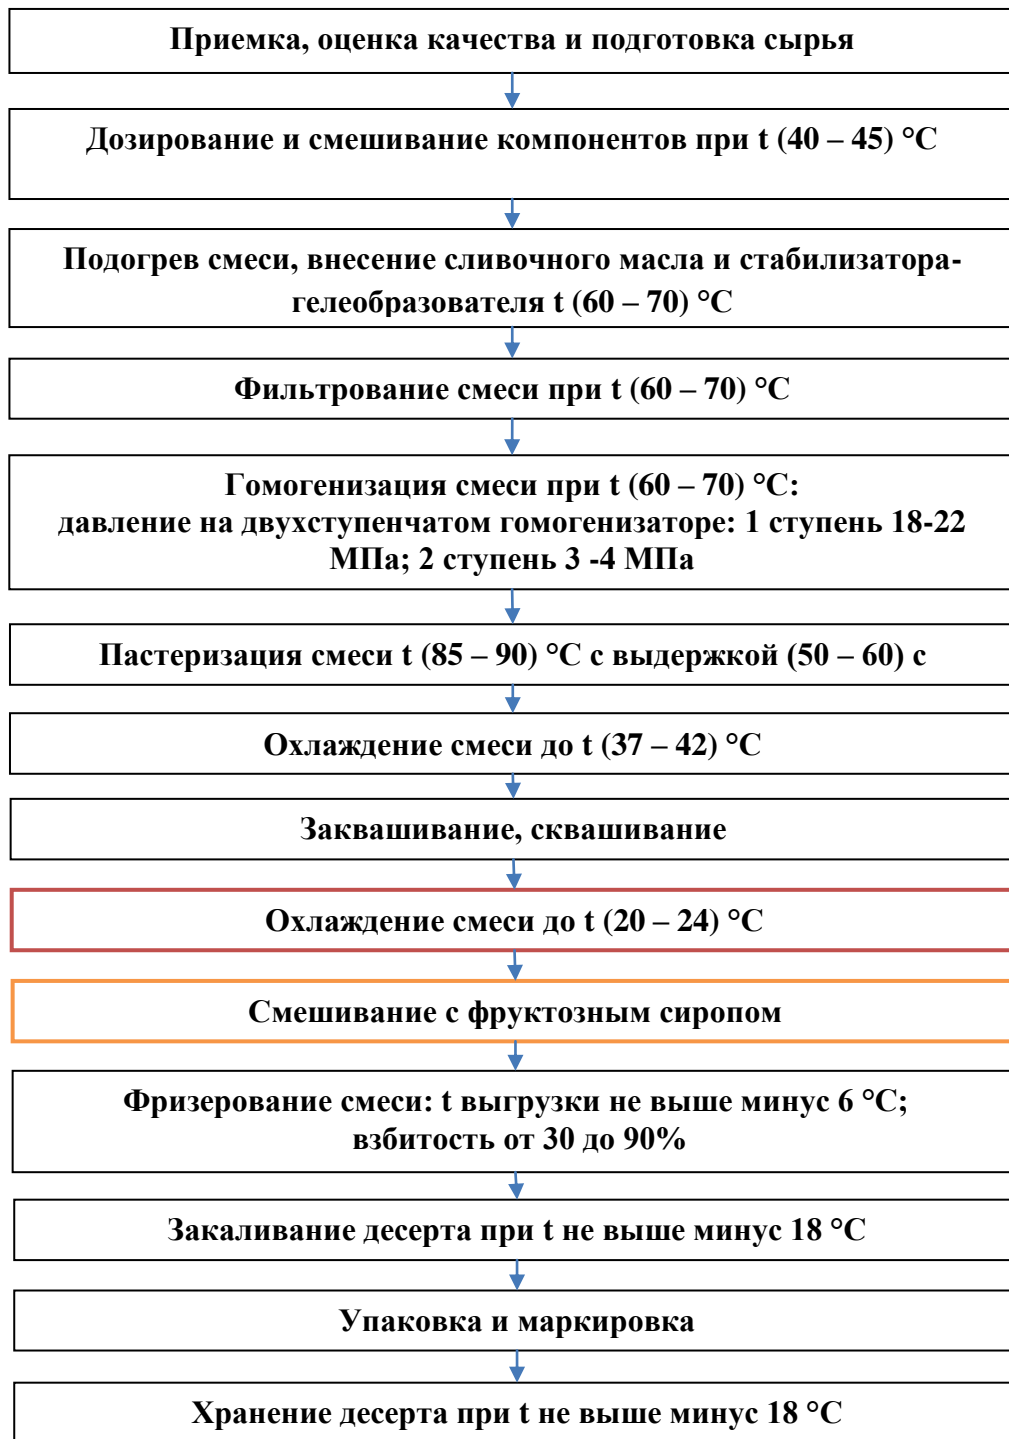 Приемка, оценка качества и подготовка сырья
Дозирование и смешивание компонентов при t (40 – 45) °С
Подогрев смеси, внесение сливочного масла и стабилизатора-
гелеобразователя t (60 – 70) °С
Фильтрование смеси при t (60 – 70) °С
Гомогенизация смеси при t (60 – 70) °С:
давление на двухступенчатом гомогенизаторе: 1 ступень 18-22
МПа; 2 ступень 3 -4 МПа
Пастеризация смеси t (85 – 90) °С с выдержкой (50 – 60) с
Охлаждение смеси до t (37 – 42) °С
Заквашивание, сквашивание
Охлаждение смеси до t (20 – 24) °С
Смешивание с фруктозным сиропом
Фризерование смеси: t выгрузки не выше минус 6 °С;
взбитость от 30 до 90%
Закаливание десерта при t не выше минус 18 °С
Упаковка и маркировка
Хранение десерта при t не выше минус 18 °С